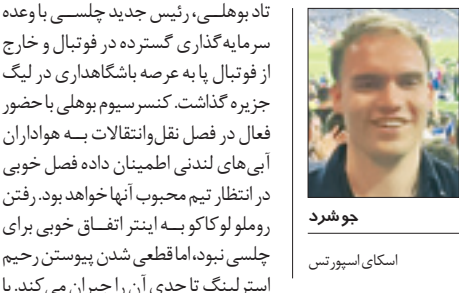 تاد بوهلی، رئیس جدید چلسی با وعده
سرمایه‌گذاری گسترده در فوتبال و خارج
از فوتبال پا به عرصه باشگاهداری در لیگ
جزیره گذاشت. کنسرسیوم بوهلی با حضور
فعال در فصل نقل‌وانتقالات به هواداران
آبی‌های لندنی اطمینان داده فصل خوبی
در انتظار تیم محبوب آنها خواهد بود. رفتن
روملو لوکاکو به اینتر اتفاق خوبی برای
چلسی نبود، اما قطعی شدن پیوستن رحیم
استرلینگ تا حدی آن را جبران می‌کند. با
جو شرد
اسکای اسپورتس